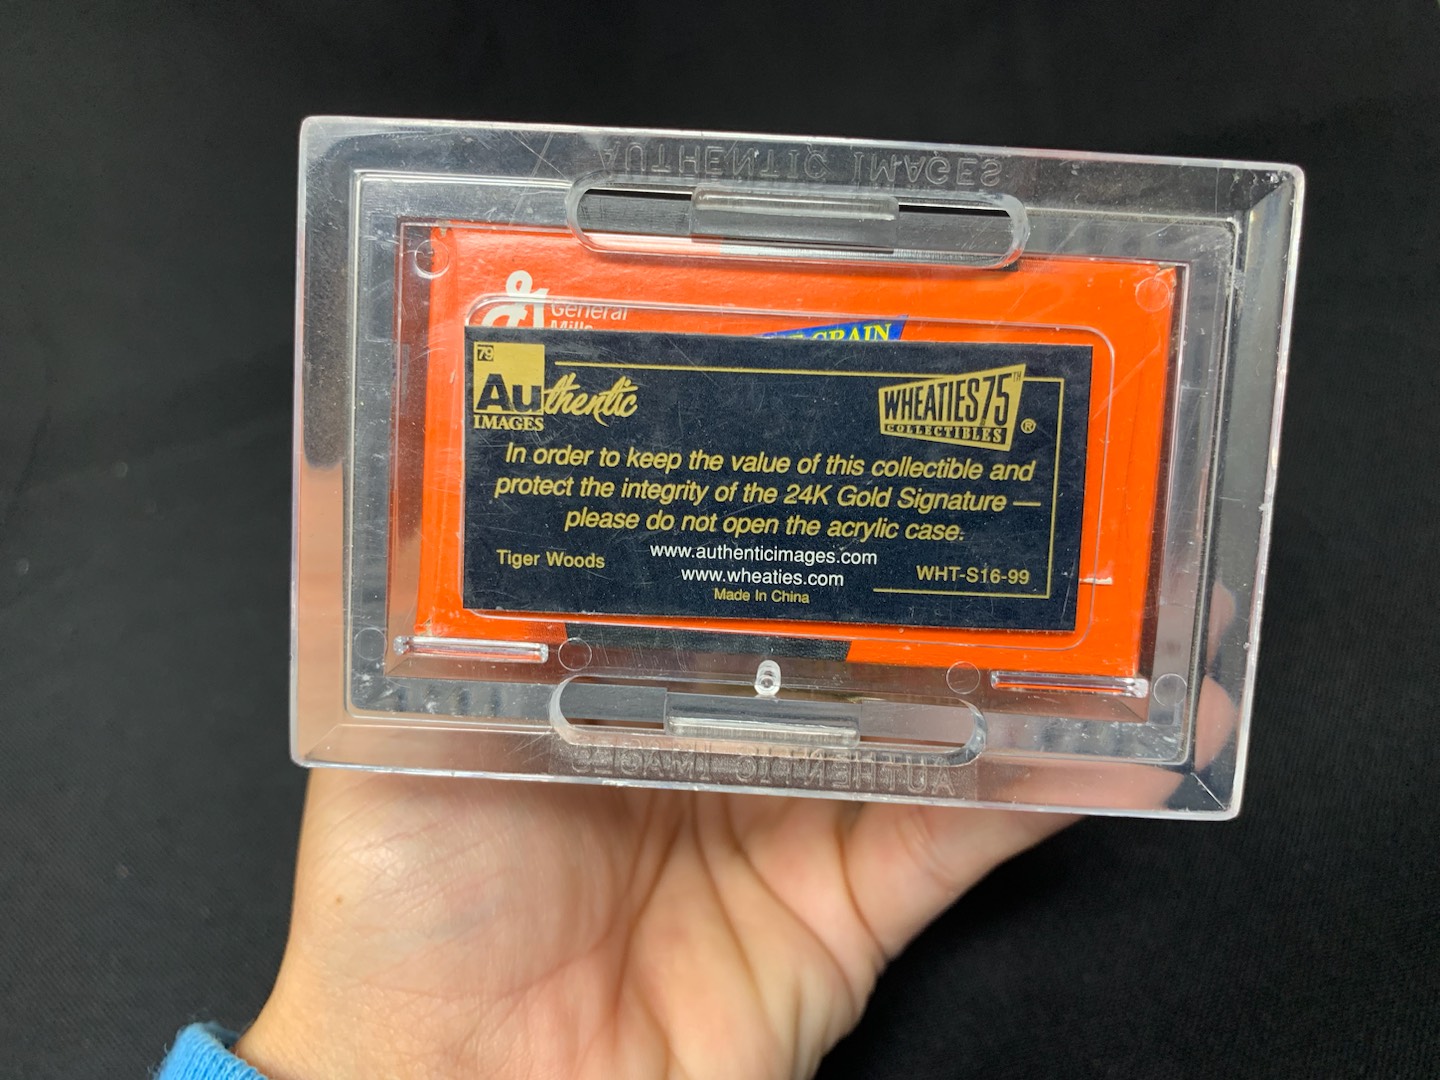 AUTHENTIC IMAGES
General
Mills
GRAIN
79
Authentic
IMAGES
WHEATIES 75™
COLLECTIBLES ®
In order to keep the value of this collectible and
protect the integrity of the 24K Gold Signature —
please do not open the acrylic case.
Tiger Woods
www.authenticimages.com
www.wheaties.com
WHT-S16-99
Made In China
AUTHENTIC IMAGES